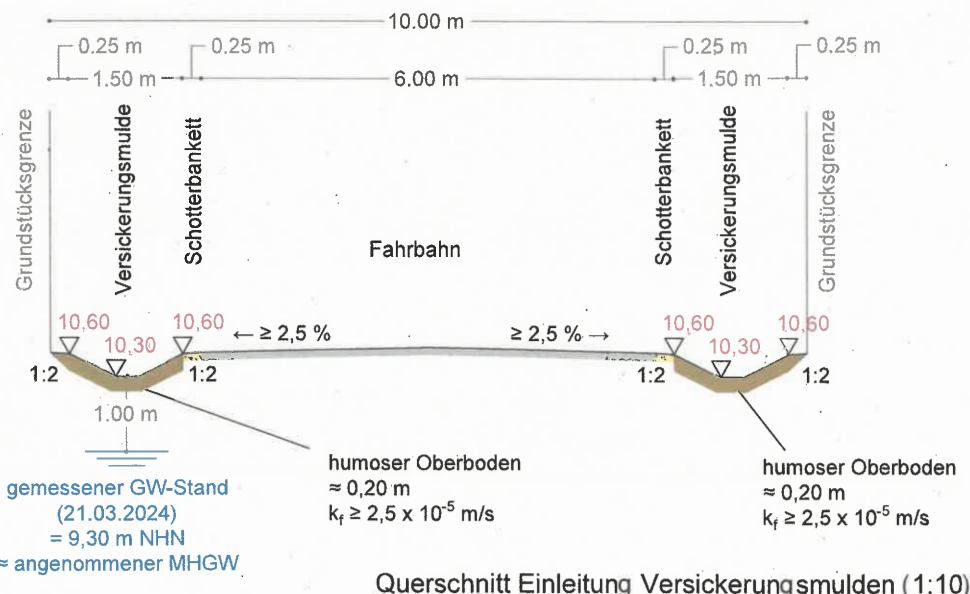 10.00 m
0.25 m
0.25 m
0.25 m
0.25 m
1.50 m
6.00 m
1.50 m
Grundstücksgrenze
Versickerungsmulde
Schotterbankett
Fahrbahn
Schotterbankett
Versickerungsmulde
Grundstücksgrenze
10,60
10,30
10,60
← ≥ 2,5 %
≥ 2,5 % →
10,60
10,30
10,60
1:2
1:2
1:2
1:2
1.00 m
gemessener GW-Stand
(21.03.2024)
= 9,30 m NHN
≈ angenommener MHGW
humoser Oberboden
≈ 0,20 m
kf ≥ 2,5 x 10⁻⁵ m/s
humoser Oberboden
≈ 0,20 m
kf ≥ 2,5 x 10⁻⁵ m/s
Querschnitt Einleitung Versickerungsmulden (1:10)